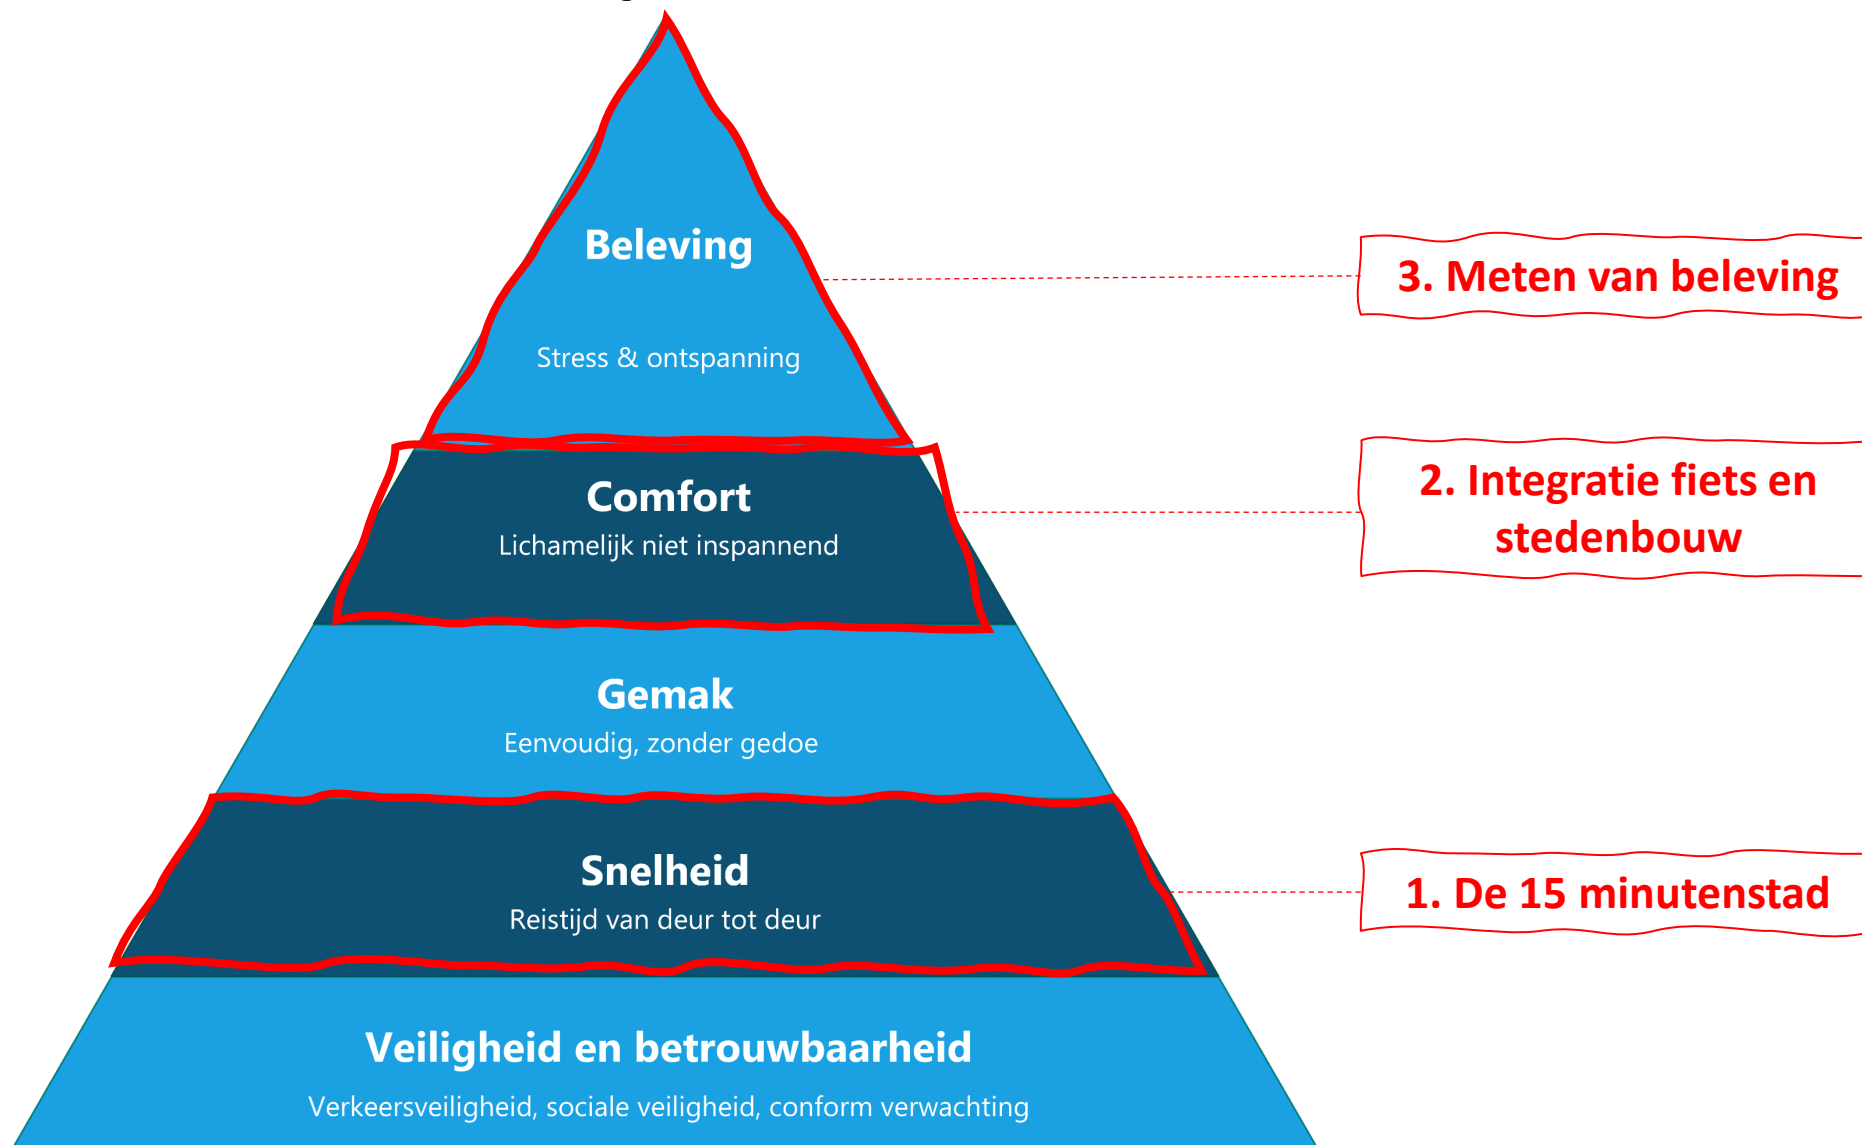 Beleving
Stress & ontspanning
3. Meten van beleving
Comfort
Lichamelijk niet inspannend
2. Integratie fiets en
stedenbouw
Gemak
Eenvoudig, zonder gedoe
Snelheid
Reistijd van deur tot deur
1. De 15 minutenstad
Veiligheid en betrouwbaarheid
Verkeersveiligheid, sociale veiligheid, conform verwachting